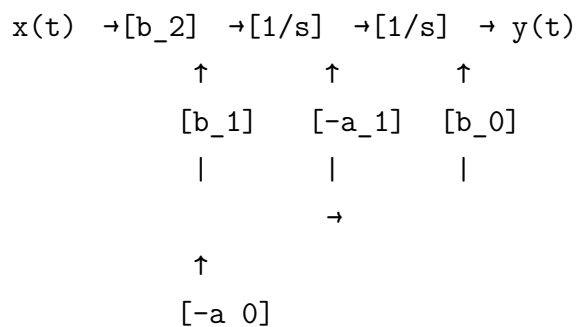 x(t) →[b_2] →[1/s] →[1/s] → y(t)
↑ ↑ ↑
[b_1] [-a_1] [b_0]
| | |
→
↑
[-a 0]